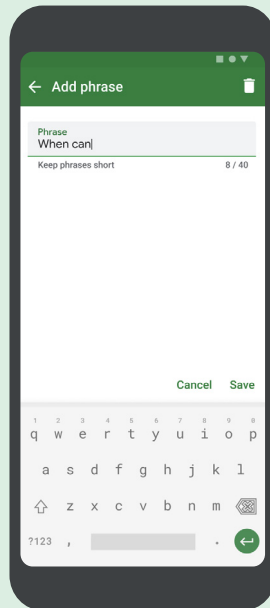 Add phrase
Phrase
When can
Keep phrases short 8 / 40
Cancel Save
1 2 3 4 5 6 7 8 9 0
q w e r t y u i o p
a s d f g h j k l
z x c v b n m
?123 , .